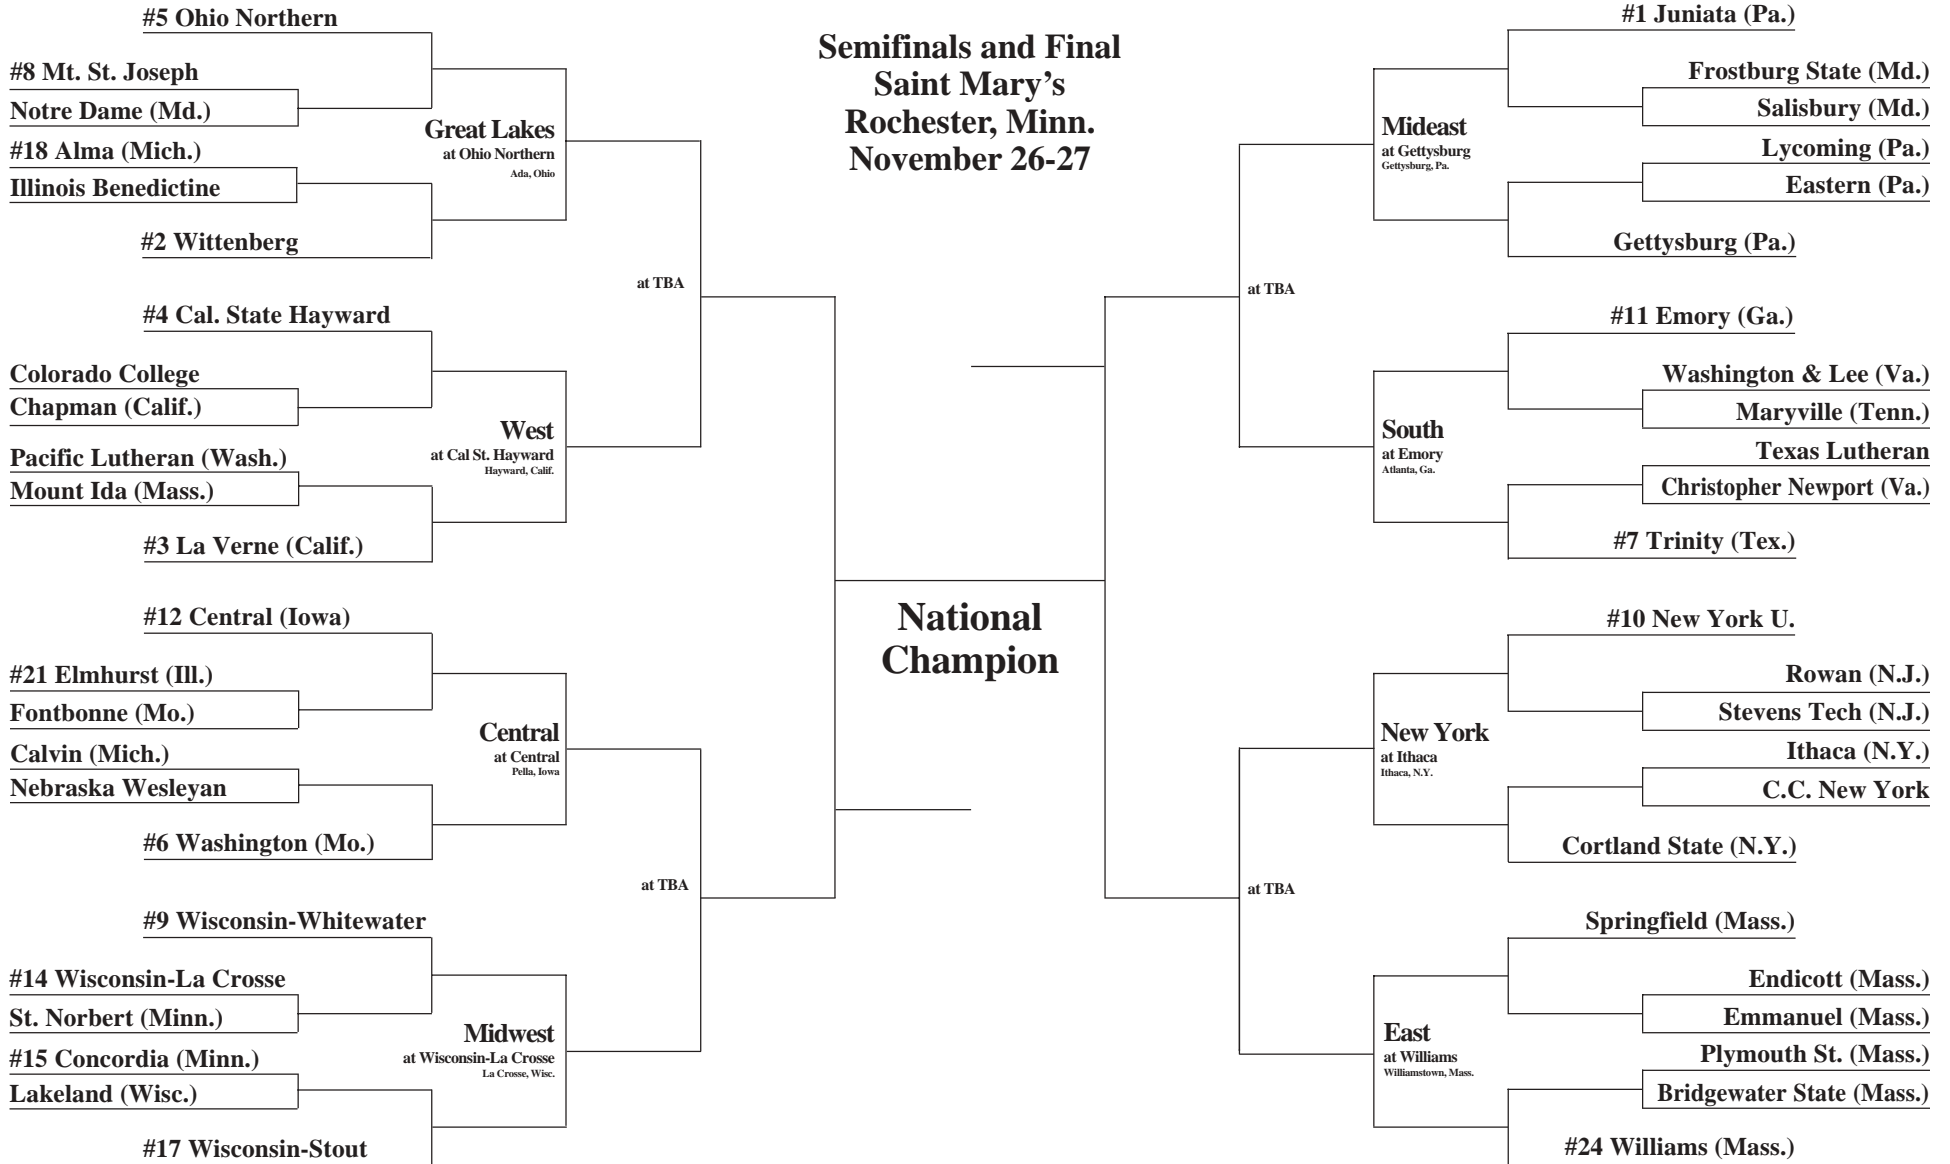 #5 Ohio Northern
#8 Mt. St. Joseph
Notre Dame (Md.)
#18 Alma (Mich.)
Illinois Benedictine
#2 Wittenberg
Great Lakes
at Ohio Northern
Ada, Ohio
#4 Cal. State Hayward
Colorado College
Chapman (Calif.)
Pacific Lutheran (Wash.)
Mount Ida (Mass.)
#3 La Verne (Calif.)
West
at Cal St. Hayward
Hayward, Calif.
at TBA
#12 Central (Iowa)
#21 Elmhurst (Ill.)
Fontbonne (Mo.)
Calvin (Mich.)
Nebraska Wesleyan
#6 Washington (Mo.)
Central
at Central
Pella, Iowa
#9 Wisconsin-Whitewater
#14 Wisconsin-La Crosse
St. Norbert (Minn.)
#15 Concordia (Minn.)
Lakeland (Wisc.)
#17 Wisconsin-Stout
Midwest
at Wisconsin-La Crosse
La Crosse, Wisc.
at TBA
Semifinals and Final
Saint Mary's
Rochester, Minn.
November 26-27
National
Champion
#1 Juniata (Pa.)
Frostburg State (Md.)
Salisbury (Md.)
Lycoming (Pa.)
Eastern (Pa.)
Gettysburg (Pa.)
Mideast
at Gettysburg
Gettysburg, Pa.
at TBA
#11 Emory (Ga.)
Washington & Lee (Va.)
Maryville (Tenn.)
Texas Lutheran
Christopher Newport (Va.)
#7 Trinity (Tex.)
South
at Emory
Atlanta, Ga.
#10 New York U.
Rowan (N.J.)
Stevens Tech (N.J.)
Ithaca (N.Y.)
C.C. New York
Cortland State (N.Y.)
New York
at Ithaca
Ithaca, N.Y.
at TBA
Springfield (Mass.)
Endicott (Mass.)
Emmanuel (Mass.)
Plymouth St. (Mass.)
Bridgewater State (Mass.)
#24 Williams (Mass.)
East
at Williams
Williamstown, Mass.